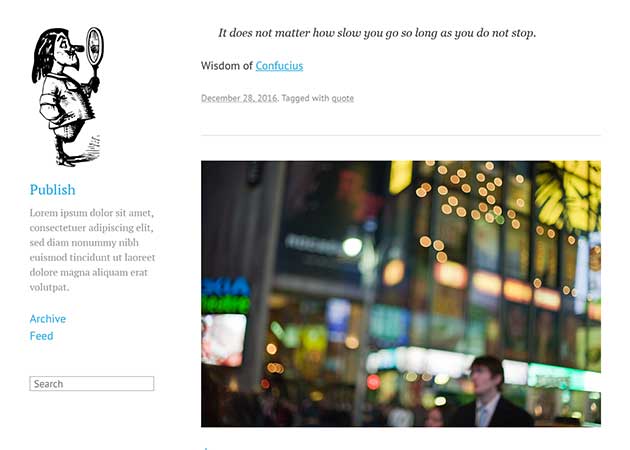 It does not matter how slow you go so long as you do not stop.
Wisdom of Confucius
December 28, 2016. Tagged with quote
Publish
Lorem ipsum dolor sit amet,
consectetuer adipiscing elit,
sed diam nonummy nibh
euismod tincidunt ut laoreet
dolore magna aliquam erat
volutpat.
Archive
Feed
Search